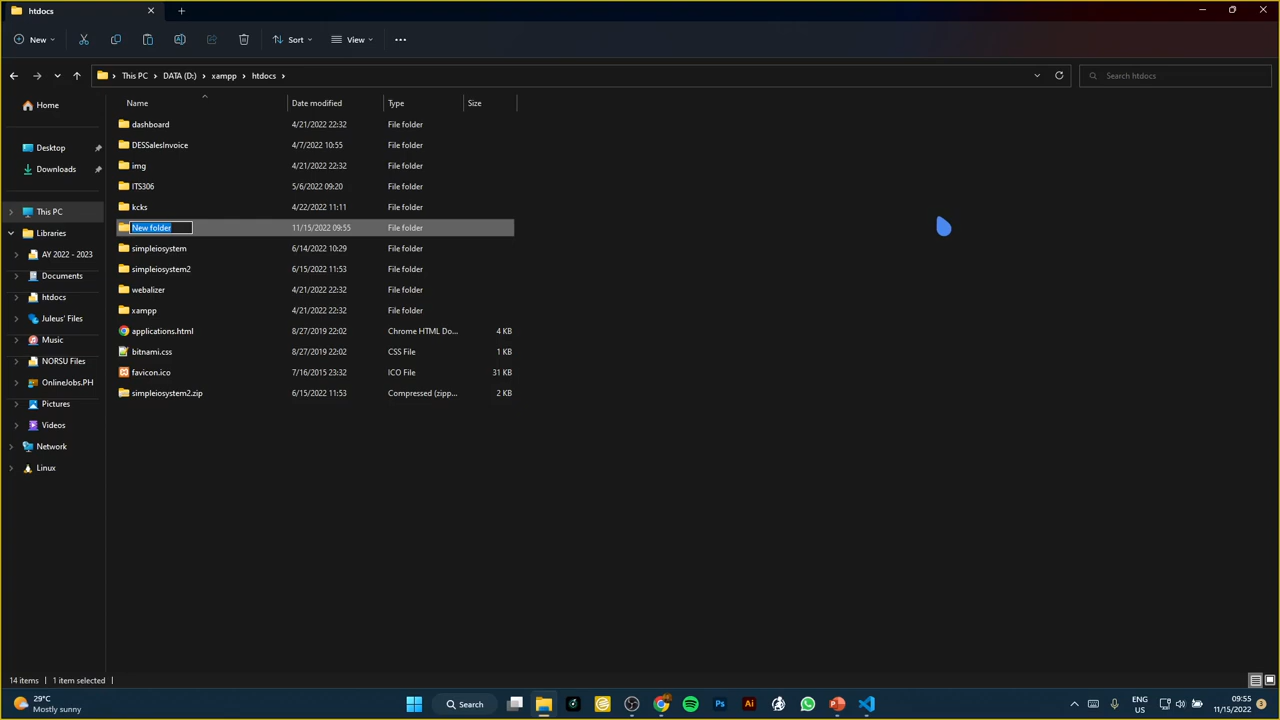 htdocs
New
Sort
View
This PC
DATA (D:)
xampp
htdocs
Search htdocs
Name
Date modified
Type
Size
Home
Desktop
Downloads
This PC
Libraries
AY 2022 - 2023
Documents
htdocs
Juleus' Files
Music
NORSU Files
OnlineJobs.PH
Pictures
Videos
Network
Linux
dashboard 4/21/2022 22:32 File folder
DESSalesInvoice 4/7/2022 10:55 File folder
img 4/21/2022 22:32 File folder
ITS306 5/6/2022 09:20 File folder
kcks 4/22/2022 11:11 File folder
New folder 11/15/2022 09:55 File folder
simpleiosystem 6/14/2022 10:29 File folder
simpleiosystem2 6/15/2022 11:53 File folder
webalizer 4/21/2022 22:32 File folder
xampp 4/21/2022 22:32 File folder
applications.html 8/27/2019 22:02 Chrome HTML Do... 4 KB
bitnami.css 8/27/2019 22:02 CSS File 1 KB
favicon.ico 7/16/2015 23:32 ICO File 31 KB
simpleiosystem2.zip 6/15/2022 11:53 Compressed (zipp... 2 KB
14 items 1 item selected
29°C
Mostly sunny
Search
Ps
Ai
ENG
US
09:55
11/15/2022
3